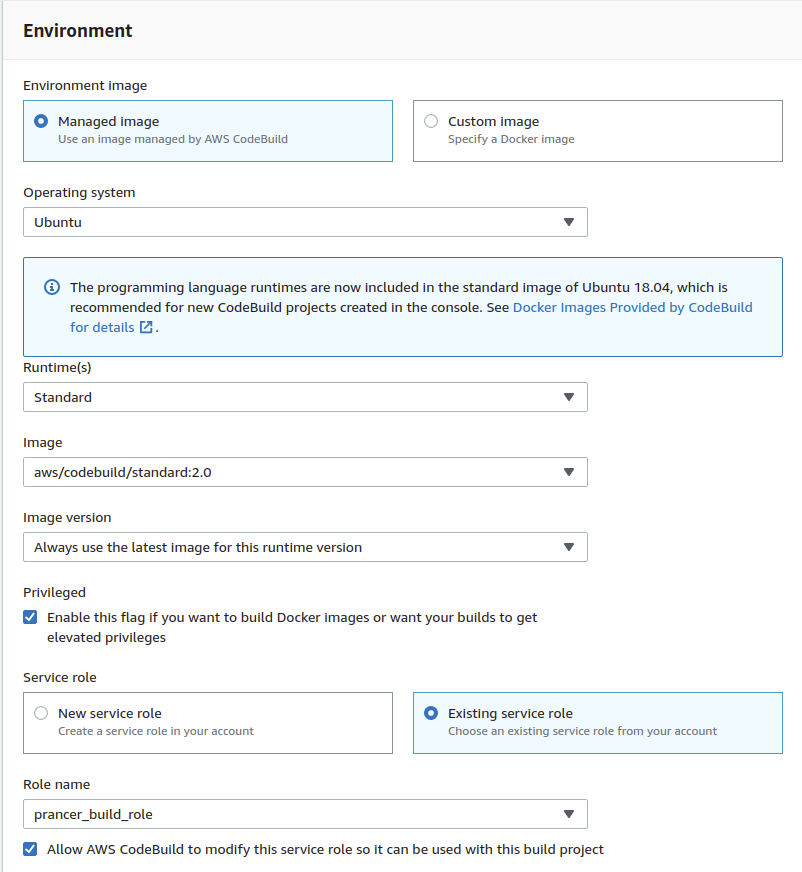 Environment
Environment image
Managed image
Use an image managed by AWS CodeBuild
Custom image
Specify a Docker image
Operating system
Ubuntu
The programming language runtimes are now included in the standard image of Ubuntu 18.04, which is
recommended for new CodeBuild projects created in the console. See Docker Images Provided by CodeBuild
for details .
Runtime(s)
Standard
Image
aws/codebuild/standard:2.0
Image version
Always use the latest image for this runtime version
Privileged
Enable this flag if you want to build Docker images or want your builds to get
elevated privileges
Service role
New service role
Create a service role in your account
Existing service role
Choose an existing service role from your account
Role name
prancer_build_role
Allow AWS CodeBuild to modify this service role so it can be used with this build project